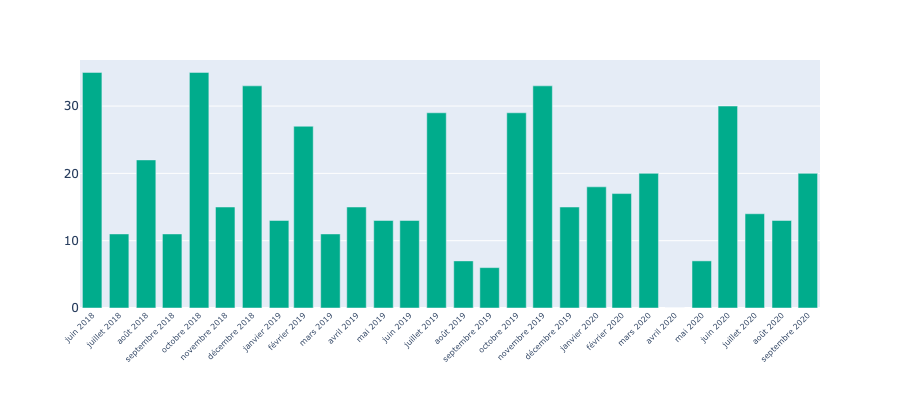 30
20
10
0
juin 2018
juillet 2018
août 2018
septembre 2018
octobre 2018
novembre 2018
décembre 2018
janvier 2019
février 2019
mars 2019
avril 2019
mai 2019
juin 2019
juillet 2019
août 2019
septembre 2019
octobre 2019
novembre 2019
décembre 2019
janvier 2020
février 2020
mars 2020
avril 2020
mai 2020
juin 2020
juillet 2020
août 2020
septembre 2020